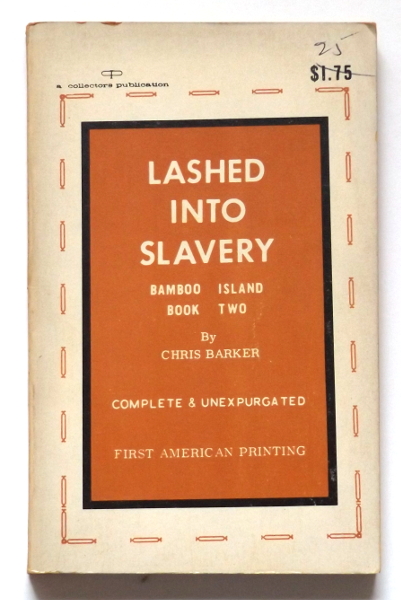 25
$1.75
a collectors publication
LASHED
INTO
SLAVERY
BAMBOO ISLAND
BOOK TWO
By
CHRIS BARKER
COMPLETE & UNEXPURGATED
FIRST AMERICAN PRINTING